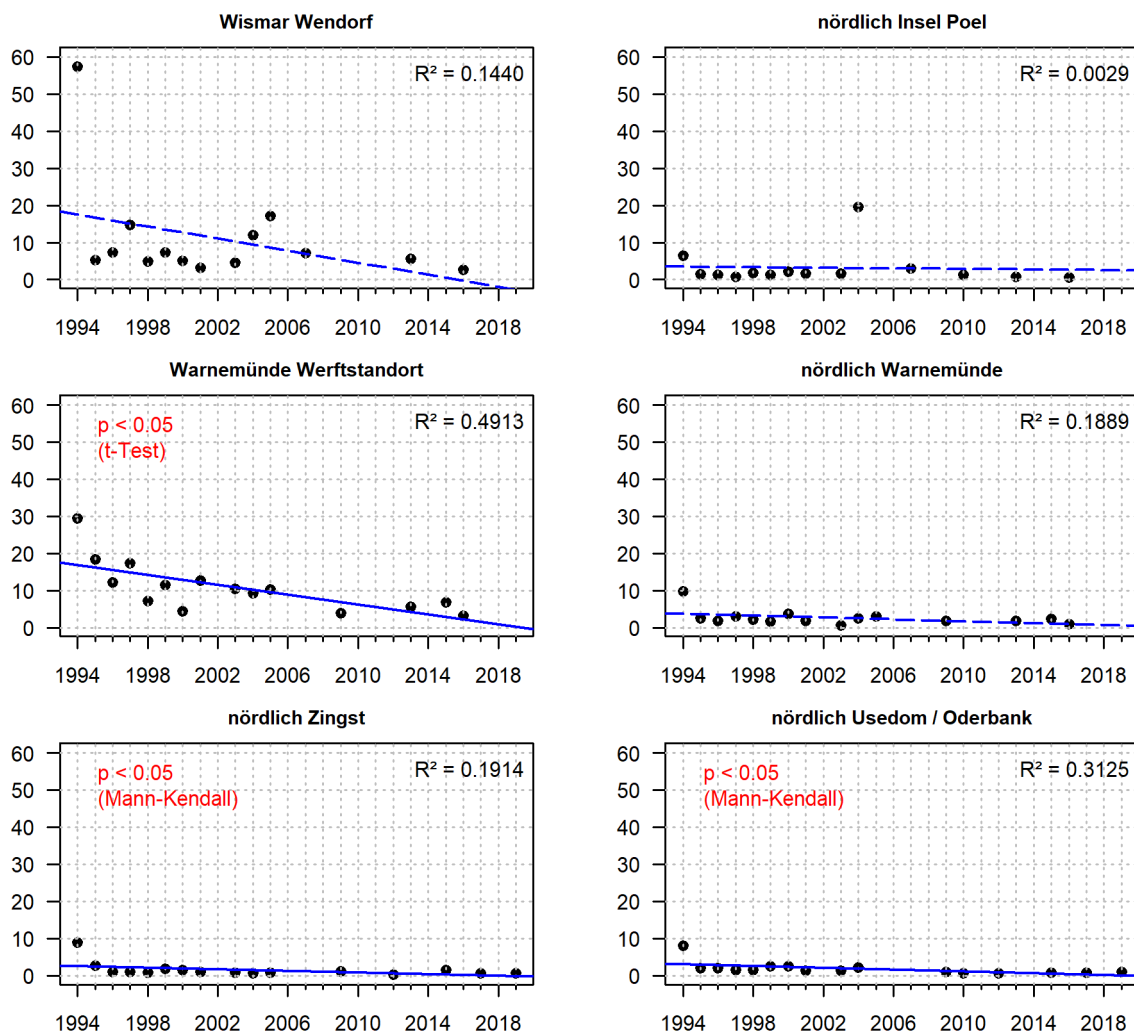 Wismar Wendorf
R² = 0.1440
60
50
40
30
20
10
0
1994 1998 2002 2006 2010 2014 2018
nördlich Insel Poel
R² = 0.0029
60
50
40
30
20
10
0
1994 1998 2002 2006 2010 2014 2018
Warnemünde Werftstandort
p < 0.05
(t-Test)
R² = 0.4913
60
50
40
30
20
10
0
1994 1998 2002 2006 2010 2014 2018
nördlich Warnemünde
R² = 0.1889
60
50
40
30
20
10
0
1994 1998 2002 2006 2010 2014 2018
nördlich Zingst
p < 0.05
(Mann-Kendall)
R² = 0.1914
60
50
40
30
20
10
0
1994 1998 2002 2006 2010 2014 2018
nördlich Usedom / Oderbank
p < 0.05
(Mann-Kendall)
R² = 0.3125
60
50
40
30
20
10
0
1994 1998 2002 2006 2010 2014 2018